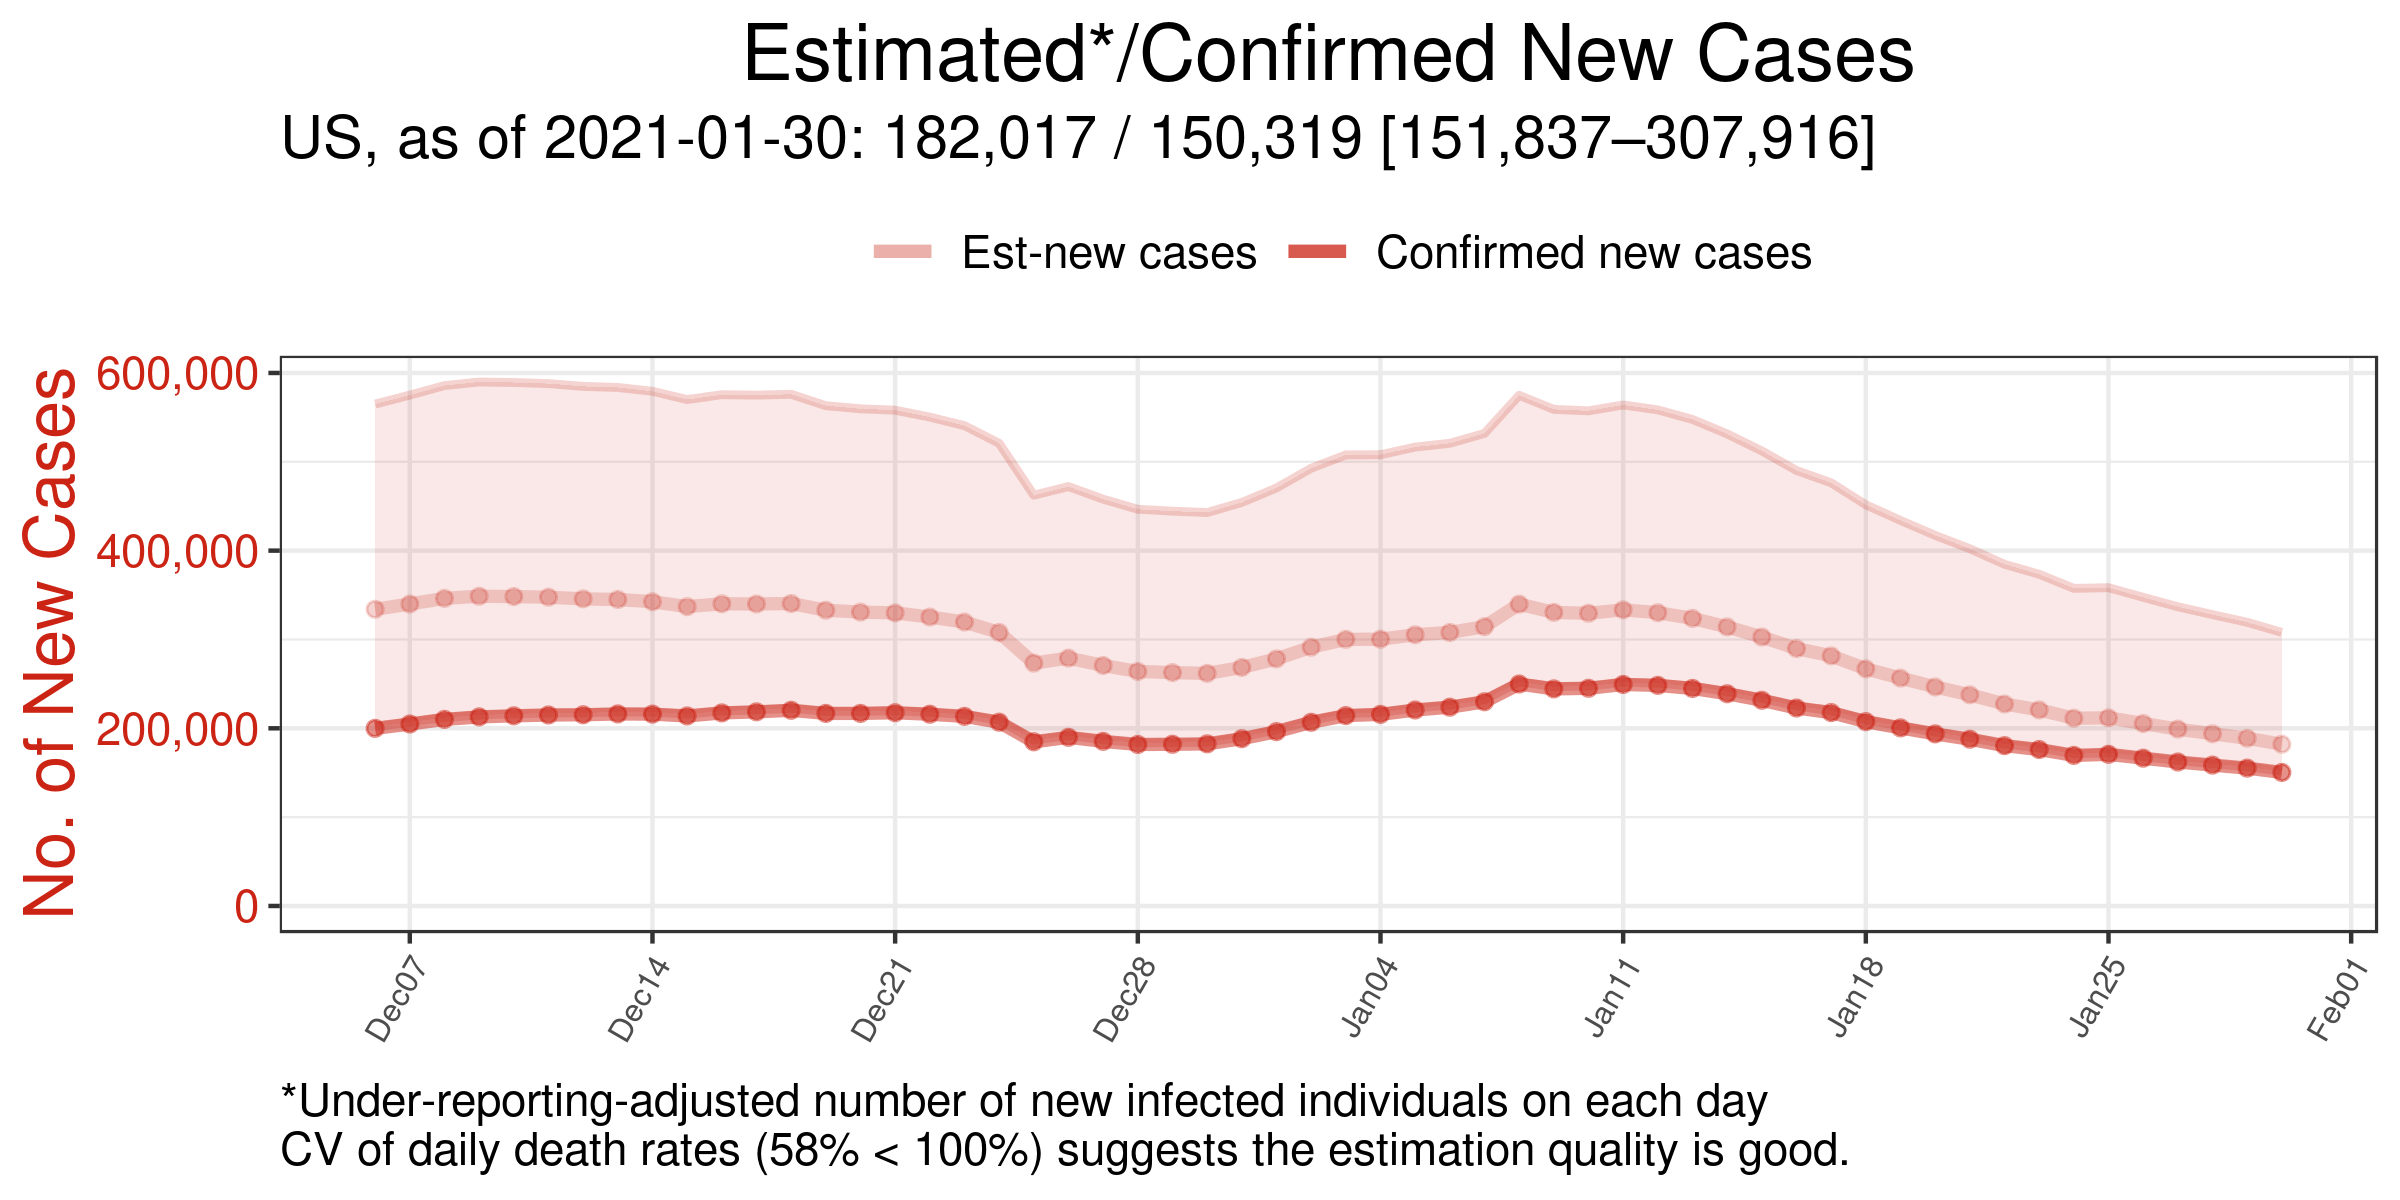 Estimated*/Confirmed New Cases
US, as of 2021-01-30: 182,017 / 150,319 [151,837–307,916]
Est-new cases
Confirmed new cases
No. of New Cases
600,000
400,000
200,000
0
Dec07
Dec14
Dec21
Dec28
Jan04
Jan11
Jan18
Jan25
Feb01
*Under-reporting-adjusted number of new infected individuals on each day
CV of daily death rates (58% < 100%) suggests the estimation quality is good.